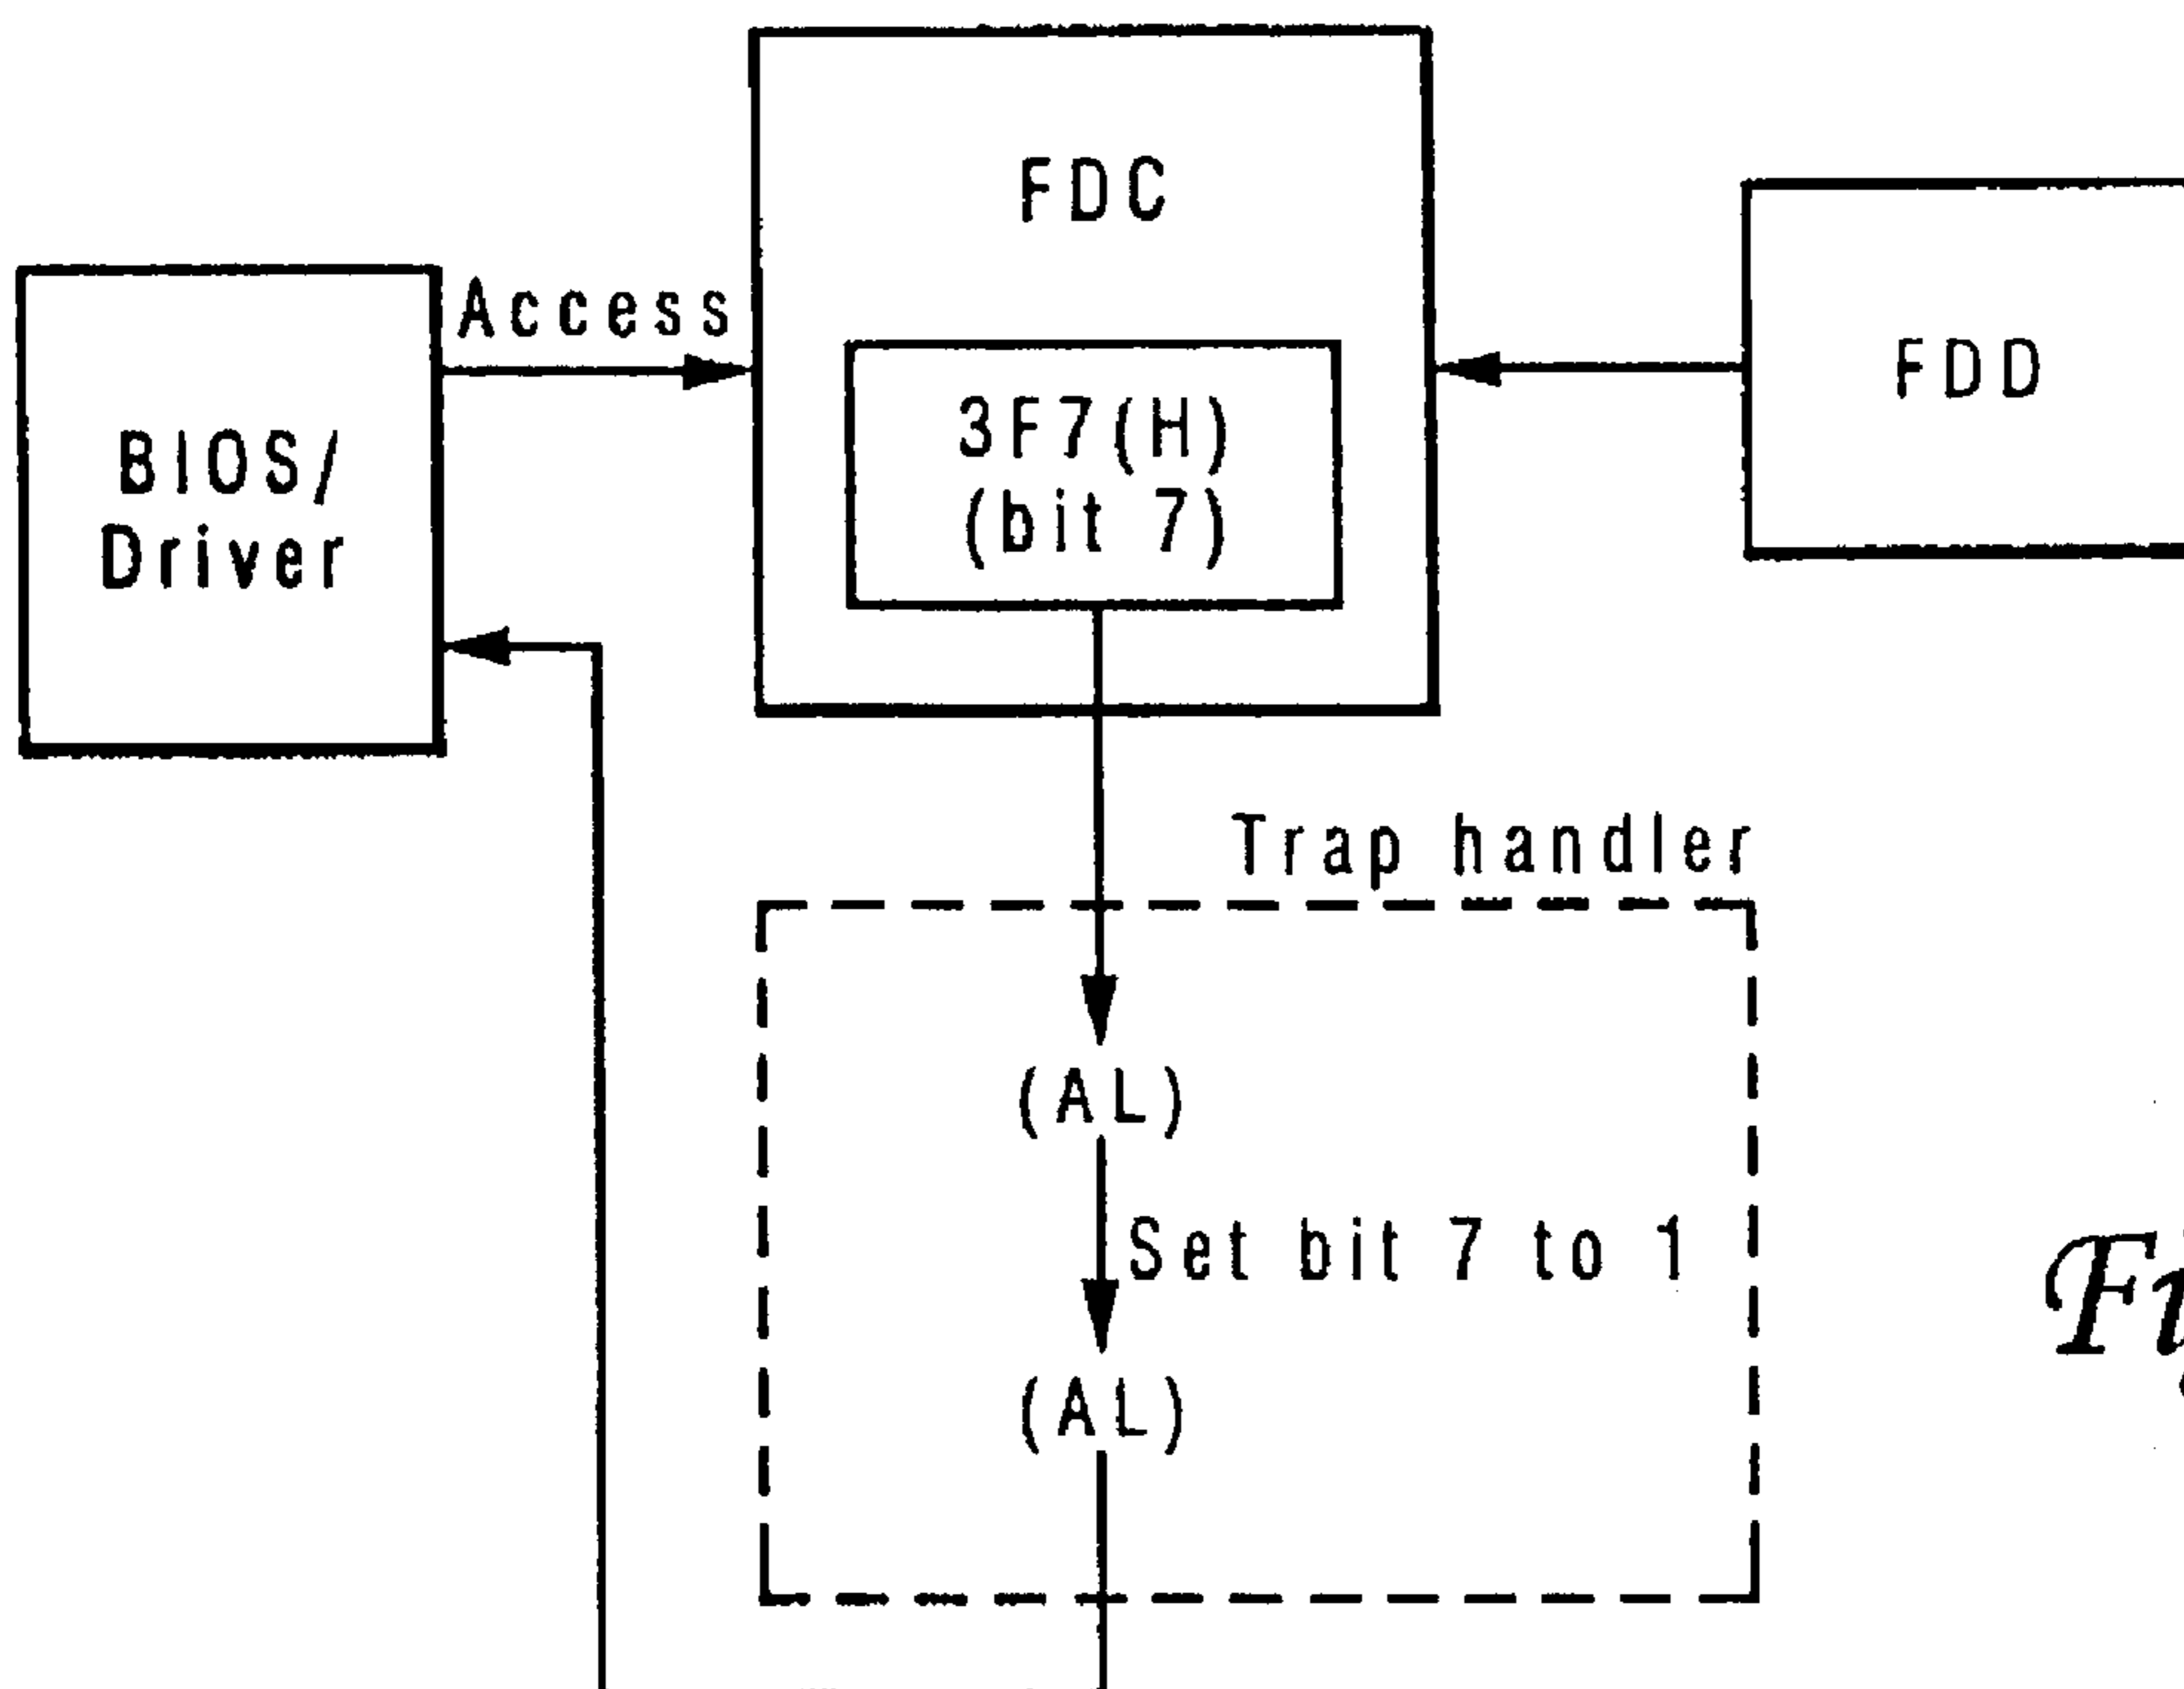 FDC
Access
3F7(H)
(bit 7)
BIOS/
Driver
FDD
Trap handler
(AL)
Set bit 7 to 1
(AL)